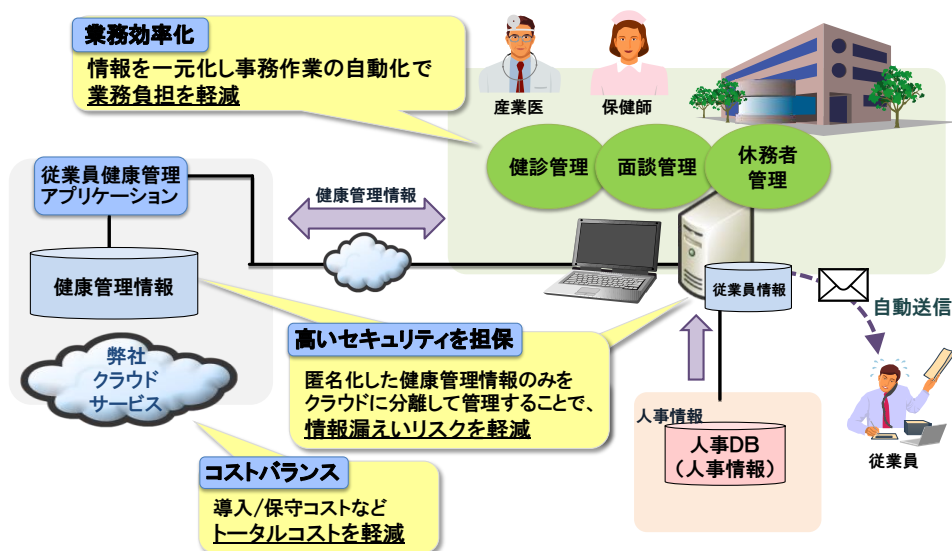 業務効率化
情報を一元化し事務作業の自動化で
業務負担を軽減
産業医
保健師
健診管理
面談管理
休務者
管理
従業員健康管理
アプリケーション
健康管理情報
健康管理情報
従業員情報
自動送信
高いセキュリティを担保
匿名化した健康管理情報のみを
クラウドに分離して管理することで、
情報漏えいリスクを軽減
弊社
クラウド
サービス
人事情報
人事DB
（人事情報）
従業員
コストバランス
導入/保守コストなど
トータルコストを軽減